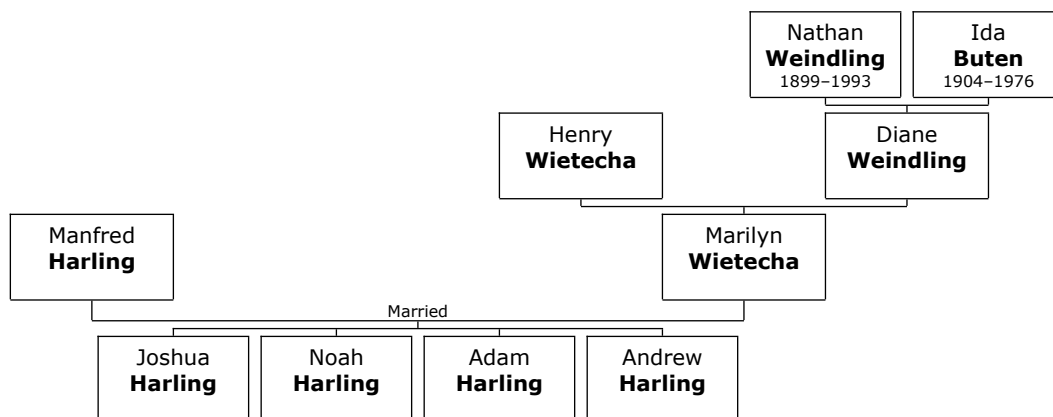 Nathan
Weindling
1899–1993
Ida
Buten
1904–1976
Henry
Wietecha
Diane
Weindling
Manfred
Harling
Marilyn
Wietecha
Married
Joshua
Harling
Noah
Harling
Adam
Harling
Andrew
Harling